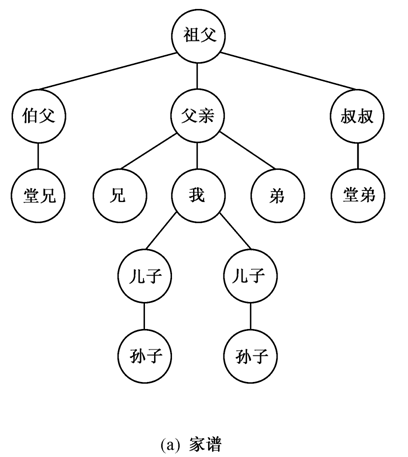 祖父
伯父 父亲 叔叔
堂兄 兄 我 弟 堂弟
儿子 儿子
孙子 孙子
(a) 家谱